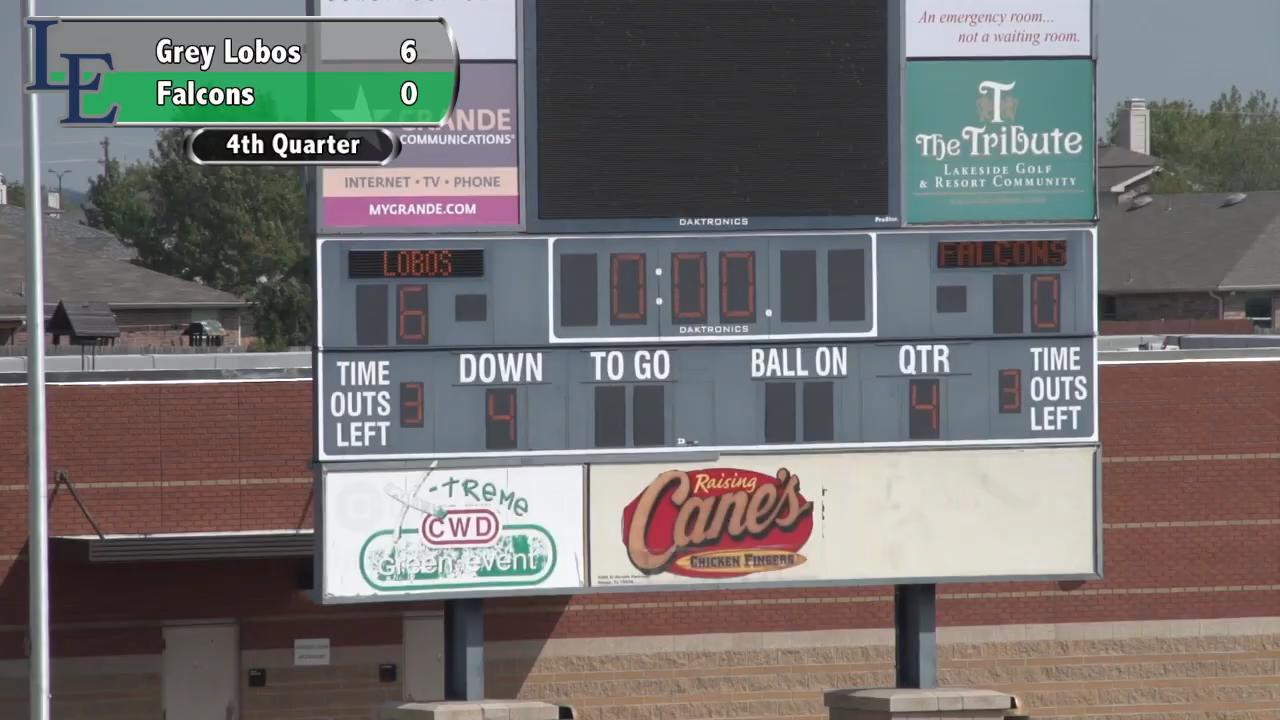 LE
Grey Lobos 6
Falcons 0
4th Quarter
An emergency room...
not a waiting room.
GRANDE
COMMUNICATIONS
INTERNET • TV • PHONE
MYGRANDE.COM
T
The Tribute
LAKESIDE GOLF
& RESORT COMMUNITY
DAKTRONICS
ProStar
LOBOS
6
0:00.
DAKTRONICS
FALCONS
0
TIME
OUTS
LEFT
3
DOWN
4
TO GO
BALL ON
QTR
4
3
TIME
OUTS
LEFT
X-TREME
CWD
Green event
Raising
Cane's
CHICKEN FINGERS